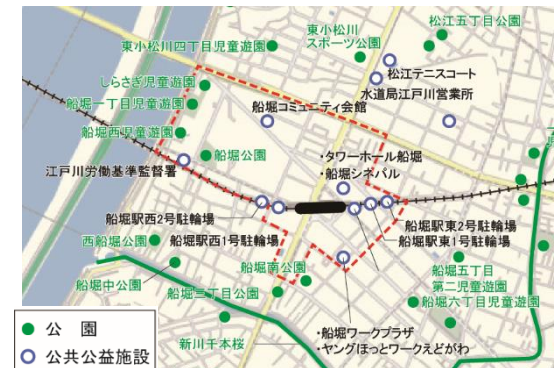 松江五丁目公園
東小松川
スポーツ公園
東小松川四丁目児童遊園
松江テニスコート
しらさぎ児童遊園
水道局江戸川営業所
船堀一丁目児童遊園
船堀コミュニティ会館
船堀西児童遊園
・タワーホール船堀
・船堀シネパル
船堀公園
江戸川労働基準監督署
船堀駅西2号駐輪場
船堀駅東2号駐輪場
西船堀公園
船堀駅西1号駐輪場
船堀駅東1号駐輪場
船堀南公園
船堀五丁目
第二児童遊園
船堀中公園
船堀三丁目公園
船堀六丁目児童遊園
・船堀ワークプラザ
・ヤングほっとワークえどがわ
新川千本桜
公　園
公共公益施設